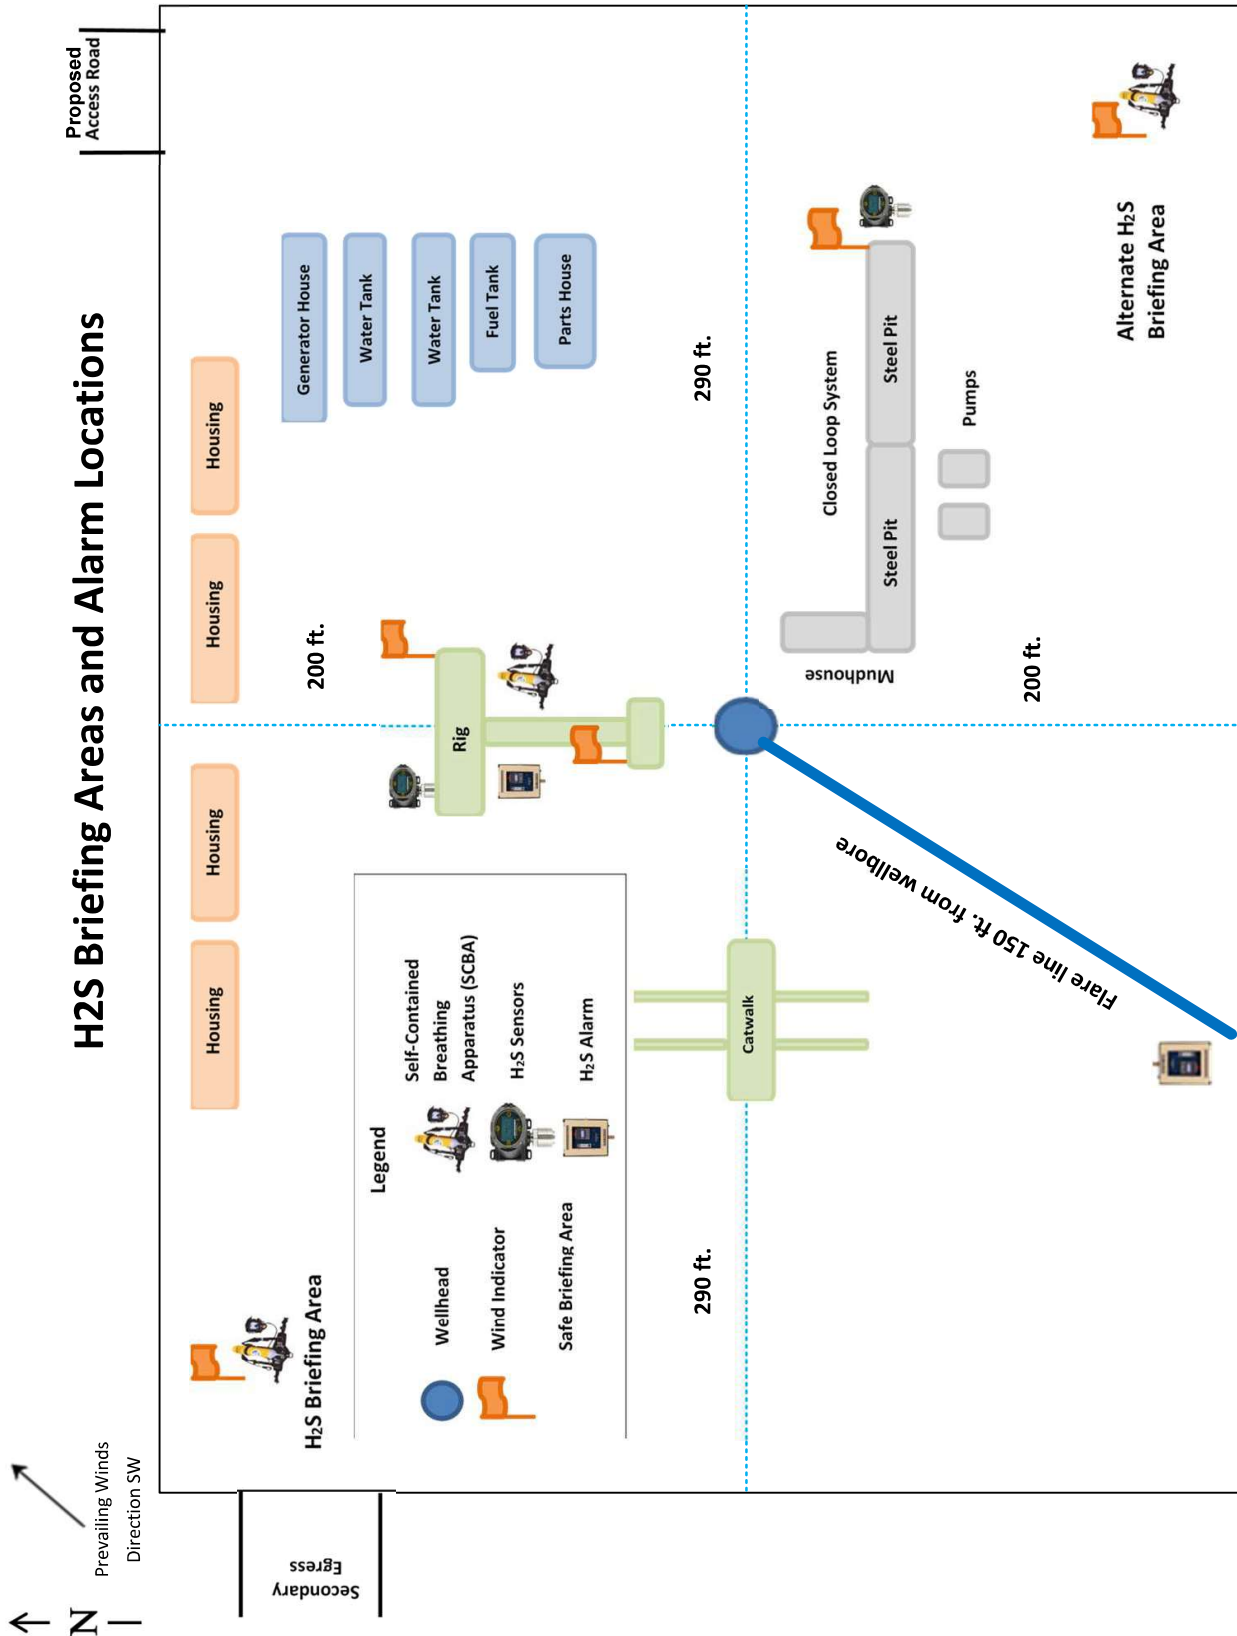 H2S Briefing Areas and Alarm Locations
N
Prevailing Winds
Direction SW
Proposed
Access Road
Secondary
Egress
H₂S Briefing Area
Housing
Housing
Housing
Housing
200 ft.
Generator House
Water Tank
Water Tank
Fuel Tank
Parts House
Rig
Legend
Wellhead
Wind Indicator
Safe Briefing Area
Self-Contained
Breathing
Apparatus (SCBA)
H₂S Sensors
H₂S Alarm
290 ft.
290 ft.
Catwalk
Flare line 150 ft. from wellbore
Mudhouse
Closed Loop System
Steel Pit
Steel Pit
Pumps
200 ft.
Alternate H₂S
Briefing Area